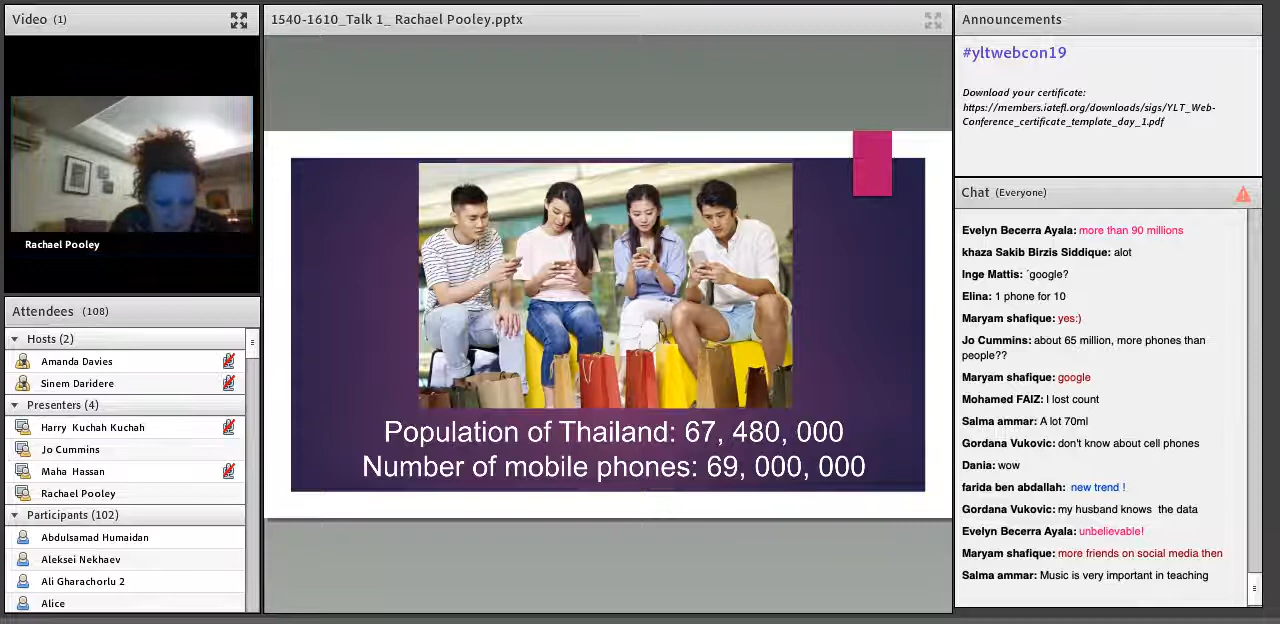 Video (1)
Rachael Pooley
Attendees (108)
Hosts (2)
Amanda Davies
Sinem Daridere
Presenters (4)
Harry Kuchah Kuchah
Jo Cummins
Maha Hassan
Rachael Pooley
Participants (102)
Abdulsamad Humaidan
Aleksei Nekhaev
Ali Gharachorlu 2
Alice
1540-1610_Talk 1_ Rachael Pooley.pptx
Population of Thailand: 67, 480, 000
Number of mobile phones: 69, 000, 000
Announcements
#yltwebcon19
Download your certificate:
https://members.iatefl.org/downloads/sigs/YLT_Web-
Conference_certificate_template_day_1.pdf
Chat (Everyone)
Evelyn Becerra Ayala: more than 90 millions
khaza Sakib Birzis Siddique: alot
Inge Mattis: ´google?
Elina: 1 phone for 10
Maryam shafique: yes:)
Jo Cummins: about 65 million, more phones than
people??
Maryam shafique: google
Mohamed FAIZ: I lost count
Salma ammar: A lot 70ml
Gordana Vukovic: don't know about cell phones
Dania: wow
farida ben abdallah: new trend !
Gordana Vukovic: my husband knows the data
Evelyn Becerra Ayala: unbelievable!
Maryam shafique: more friends on social media then
Salma ammar: Music is very important in teaching